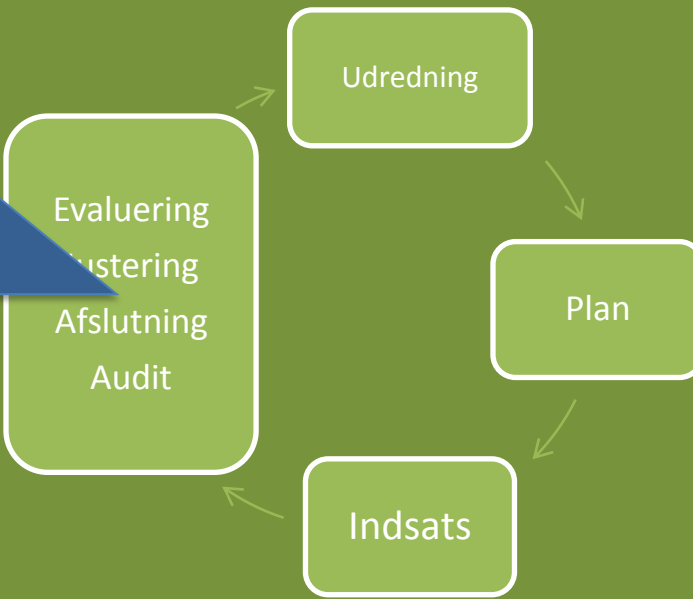 Udredning
Evaluering
Afslutning
Audit
Plan
Indsats